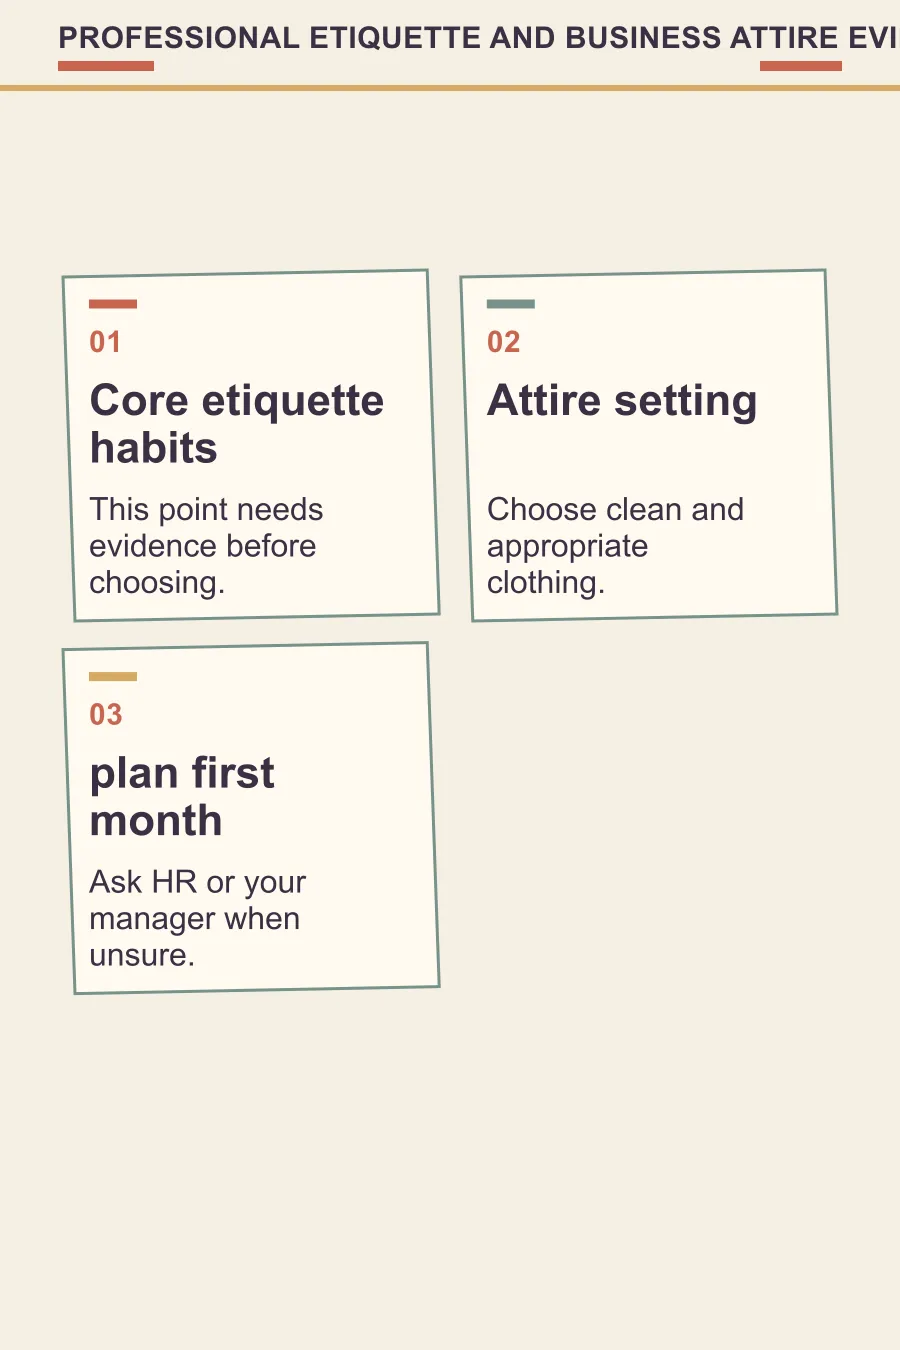 PROFESSIONAL ETIQUETTE AND BUSINESS ATTIRE
01
Core etiquette
habits
This point needs
evidence before
choosing.
02
Attire setting
Choose clean and
appropriate
clothing.
03
plan first
month
Ask HR or your
manager when
unsure.